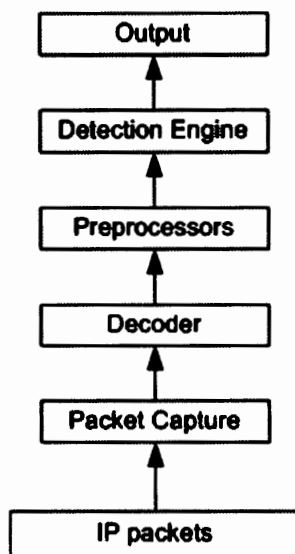 Output
Detection Engine
Preprocessors
Decoder
Packet Capture
IP packets